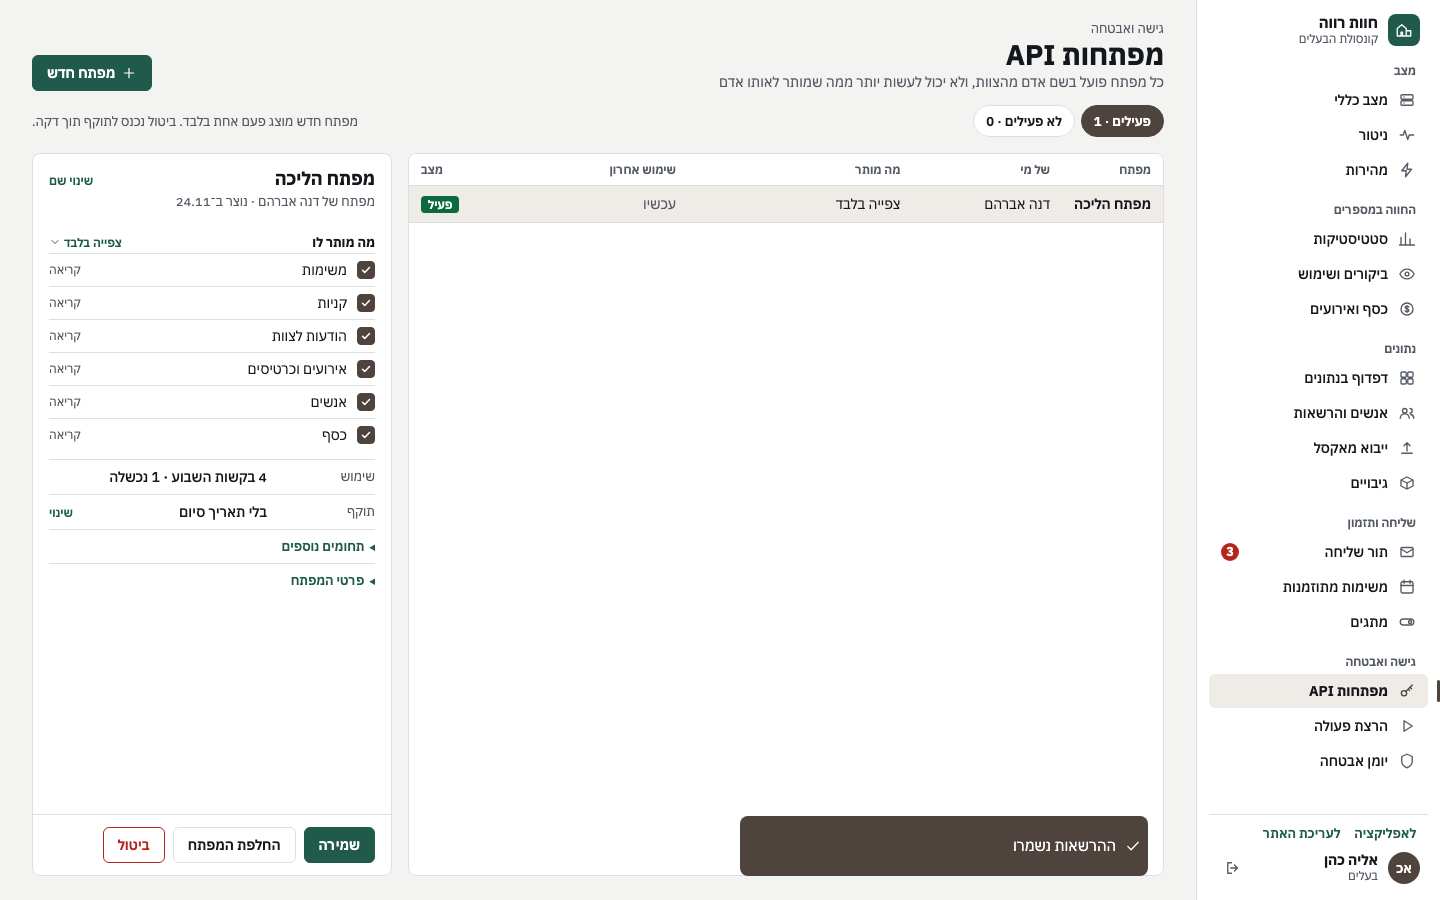 חוות רווה
קונסולת הבעלים
מצב
מצב כללי
ניטור
מהירות
החווה במספרים
סטטיסטיקות
ביקורים ושימוש
כסף ואירועים
נתונים
דפדוף בנתונים
אנשים והרשאות
ייבוא מאקסל
גיבויים
שליחה ותזמון
תור שליחה
3
משימות מתוזמנות
מתגים
גישה ואבטחה
מפתחות API
הרצת פעולה
יומן אבטחה
לאפליקציה
לעריכת האתר
אכ
אליה כהן
בעלים
גישה ואבטחה
מפתחות API
כל מפתח פועל בשם אדם מהצוות, ולא יכול לעשות יותר ממה שמותר לאותו אדם
מפתח חדש
פעילים · 1
לא פעילים · 0
מפתח חדש מוצג פעם אחת בלבד. ביטול נכנס לתוקף תוך דקה.
מפתח של מי מה מותר שימוש אחרון מצב
מפתח הליכה דנה אברהם צפייה בלבד עכשיו פעיל
ההרשאות נשמרו
מפתח הליכה
שינוי שם
מפתח של דנה אברהם · נוצר ב־24.11
מה מותר לו
צפייה בלבד
משימות קריאה
קניות קריאה
הודעות לצוות קריאה
אירועים וכרטיסים קריאה
אנשים קריאה
כסף קריאה
שימוש 4 בקשות השבוע · 1 נכשלה
תוקף בלי תאריך סיום שינוי
תחומים נוספים
פרטי המפתח
שמירה
החלפת המפתח
ביטול